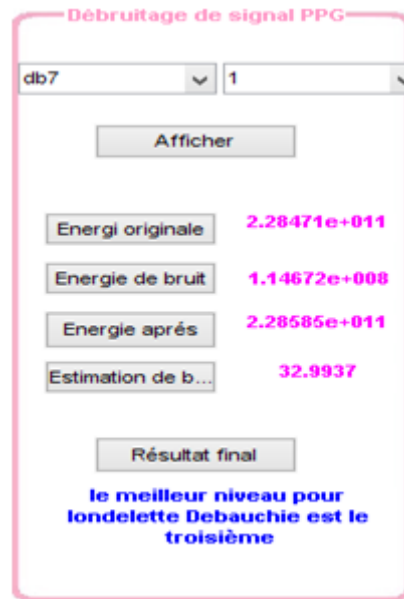 Débruitage de signal PPG
db7 1
Afficher
Energi originale 2.28471e+011
Energie de bruit 1.14672e+008
Energie aprés 2.28585e+011
Estimation de b... 32.9937
Résultat final
le meilleur niveau pour
londelette Debauchie est le
troisième